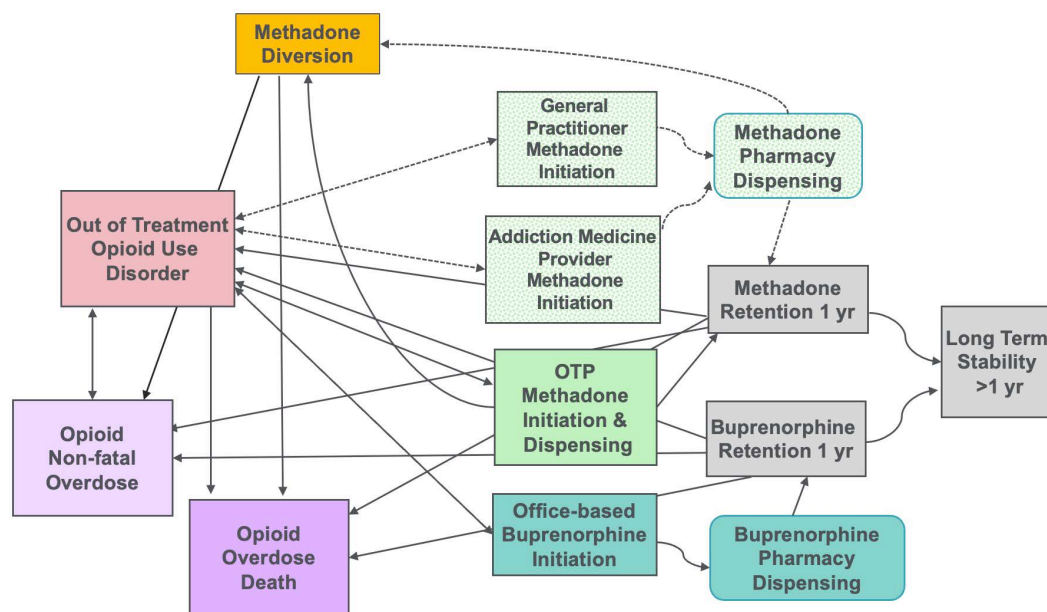 Methadone
Diversion
General
Practitioner
Methadone
Initiation
Methadone
Pharmacy
Dispensing
Out of Treatment
Opioid Use
Disorder
Addiction Medicine
Provider
Methadone
Initiation
Methadone
Retention 1 yr
Long Term
Stability
>1 yr
OTP
Methadone
Initiation &
Dispensing
Opioid
Non-fatal
Overdose
Buprenorphine
Retention 1 yr
Opioid
Overdose
Death
Office-based
Buprenorphine
Initiation
Buprenorphine
Pharmacy
Dispensing